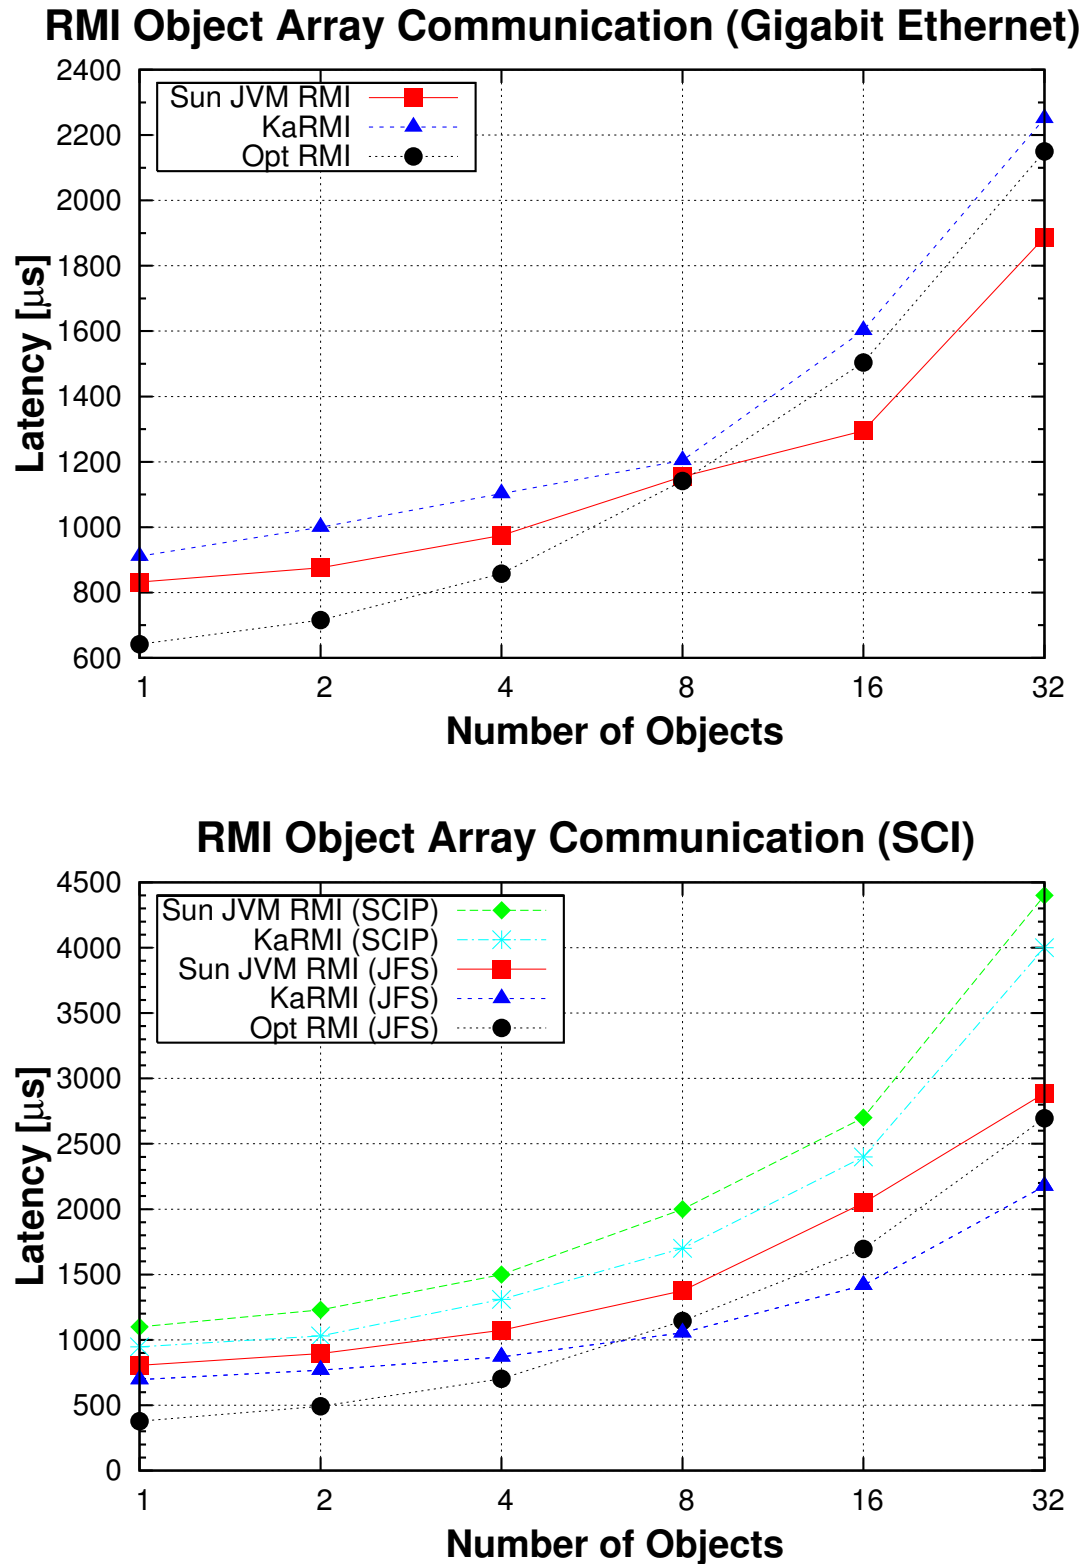 RMI Object Array Communication (Gigabit Ethernet)
2400
2200
2000
1800
1600
1400
1200
1000
800
600
Latency [μs]
Sun JVM RMI
KaRMI
Opt RMI
1 2 4 8 16 32
Number of Objects
RMI Object Array Communication (SCI)
4500
4000
3500
3000
2500
2000
1500
1000
500
0
Latency [μs]
Sun JVM RMI (SCIP)
KaRMI (SCIP)
Sun JVM RMI (JFS)
KaRMI (JFS)
Opt RMI (JFS)
1 2 4 8 16 32
Number of Objects